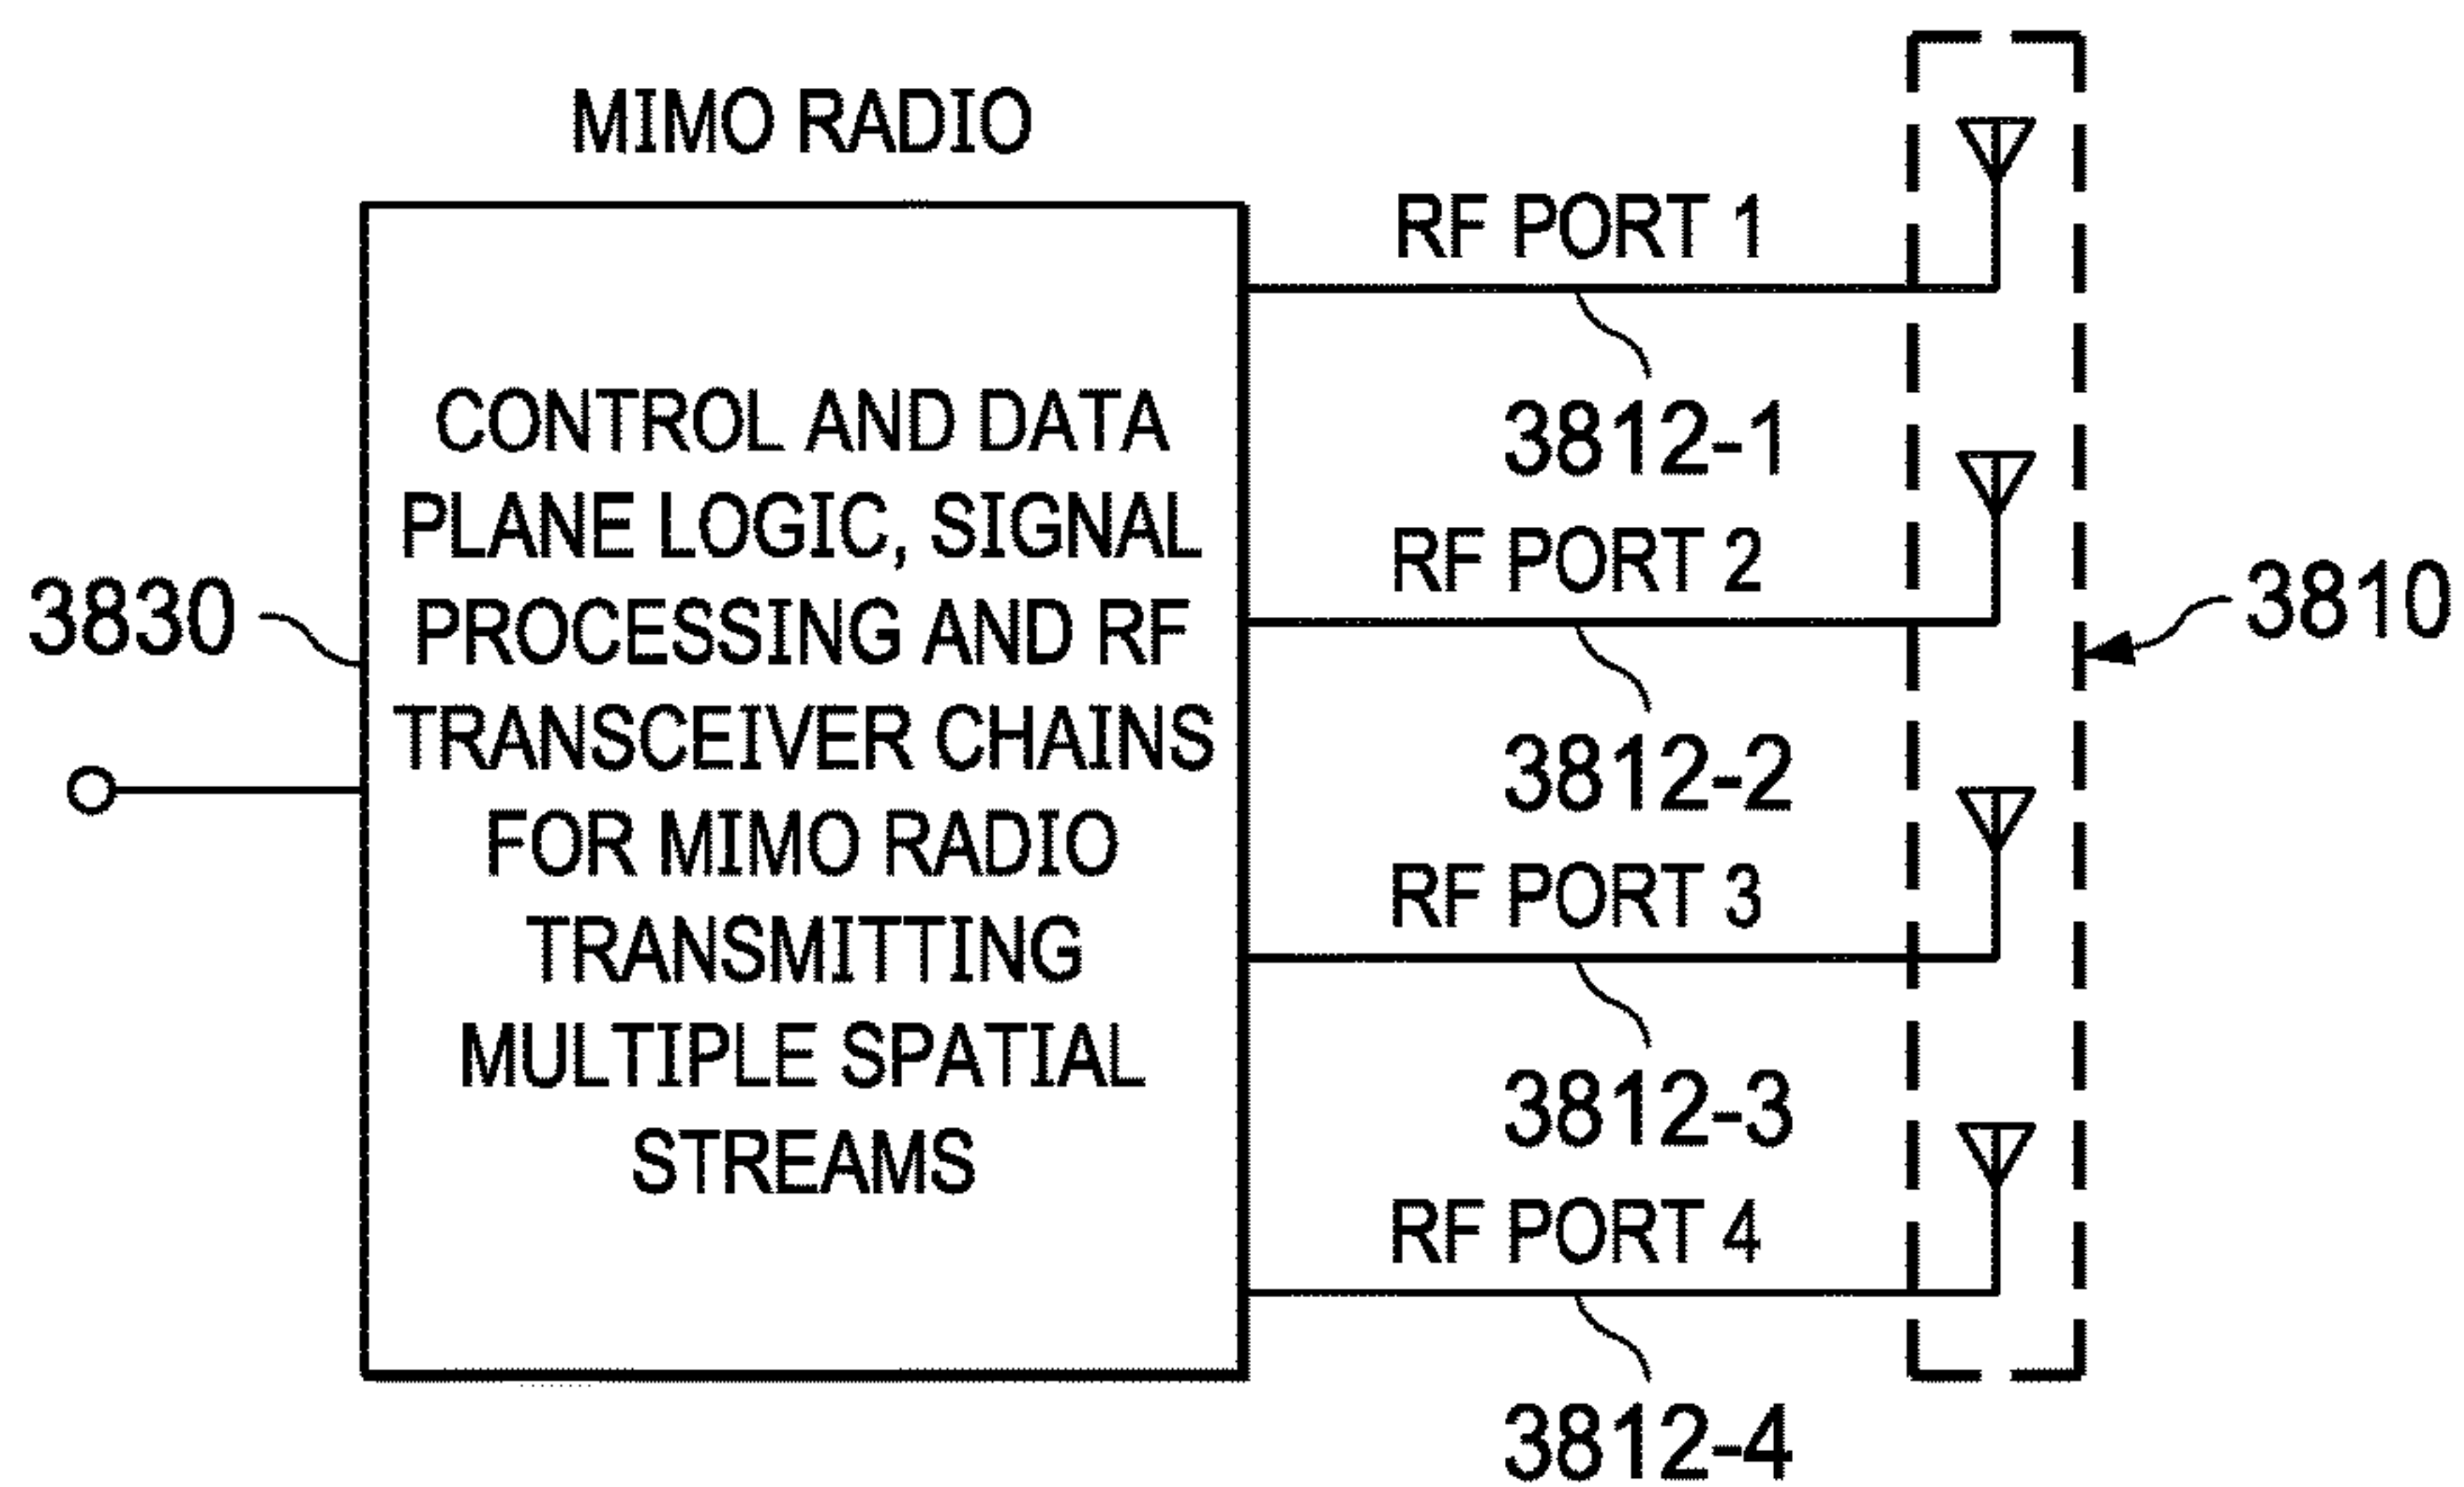 MIMO RADIO
CONTROL AND DATA
PLANE LOGIC, SIGNAL
PROCESSING AND RF
TRANSCEIVER CHAINS
FOR MIMO RADIO
TRANSMITTING
MULTIPLE SPATIAL
STREAMS
3830
RF PORT 1
3812-1
RF PORT 2
3812-2
RF PORT 3
3812-3
RF PORT 4
3812-4
3810